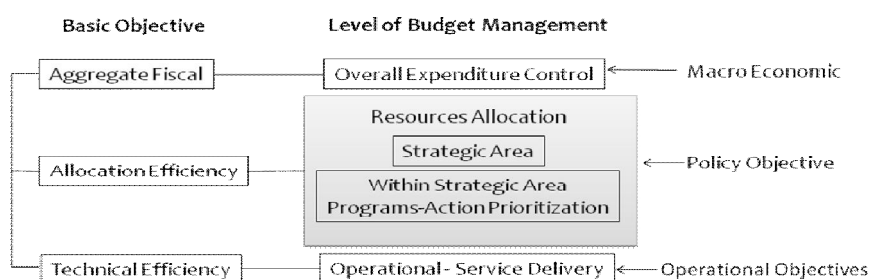 Basic Objective
Level of Budget Management
Aggregate Fiscal
Overall Expenditure Control
Macro Economic
Resources Allocation
Strategic Area
Allocation Efficiency
Policy Objective
Within Strategic Area
Programs-Action Prioritization
Technical Efficiency
Operational - Service Delivery
Operational Objectives